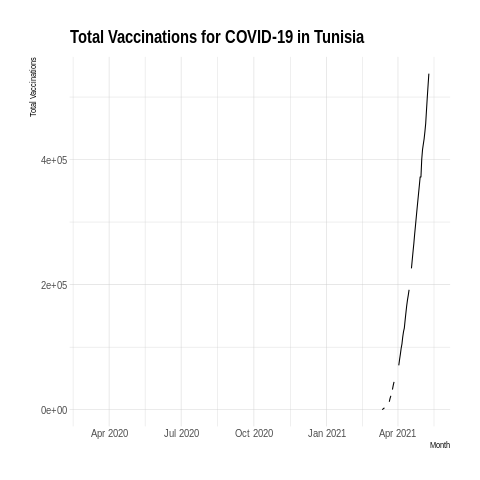 Total Vaccinations for COVID-19 in Tunisia
Total Vaccinations
4e+05
2e+05
0e+00
Apr 2020 Jul 2020 Oct 2020 Jan 2021 Apr 2021
Month